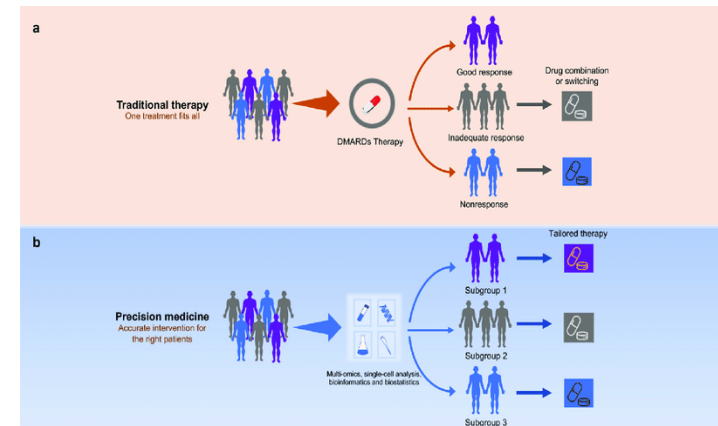 a
Traditional therapy
One treatment fits all
DMARDs Therapy
Good response
Inadequate response
Nonresponse
Drug combination
or switching
b
Precision medicine
Accurate intervention for
the right patients
Multi-omics, single-cell analysis,
bioinformatics and biostatistics
Subgroup 1
Subgroup 2
Subgroup 3
Tailored therapy